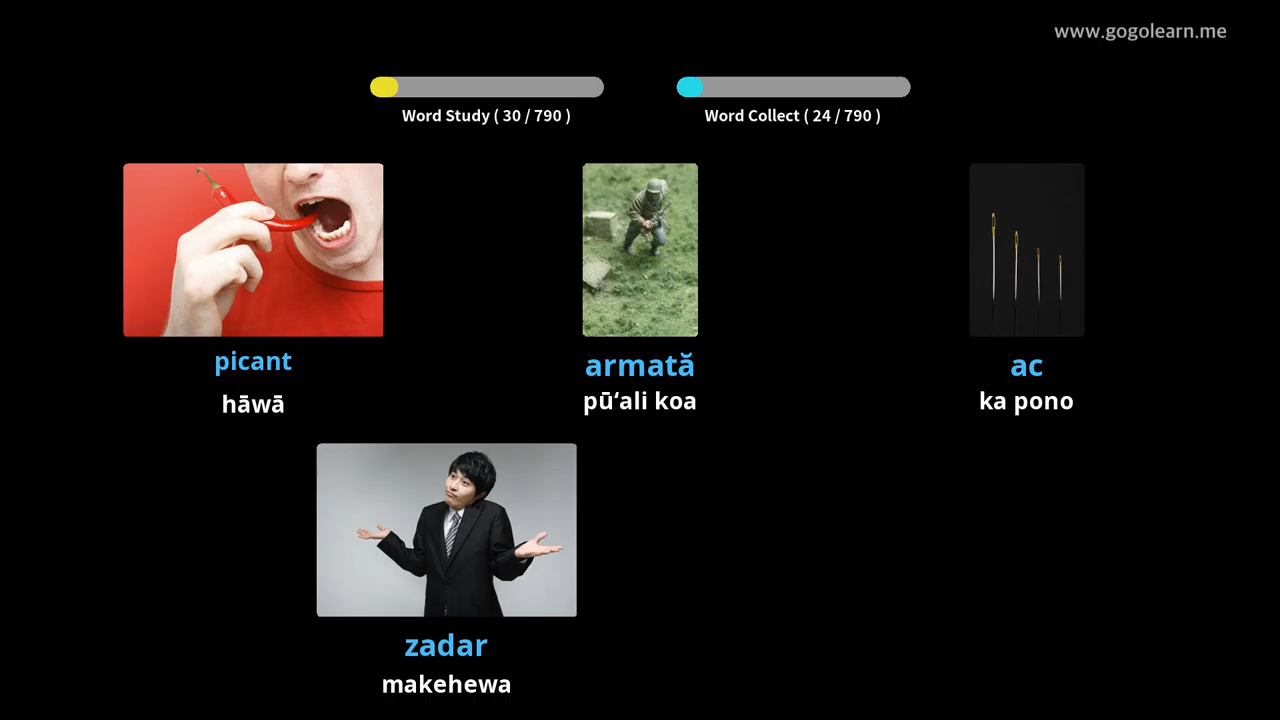 www.gogolearn.me
Word Study ( 30 / 790 )
Word Collect ( 24 / 790 )
picant
hāwā
armată
pūʻali koa
ac
ka pono
zadar
makehewa